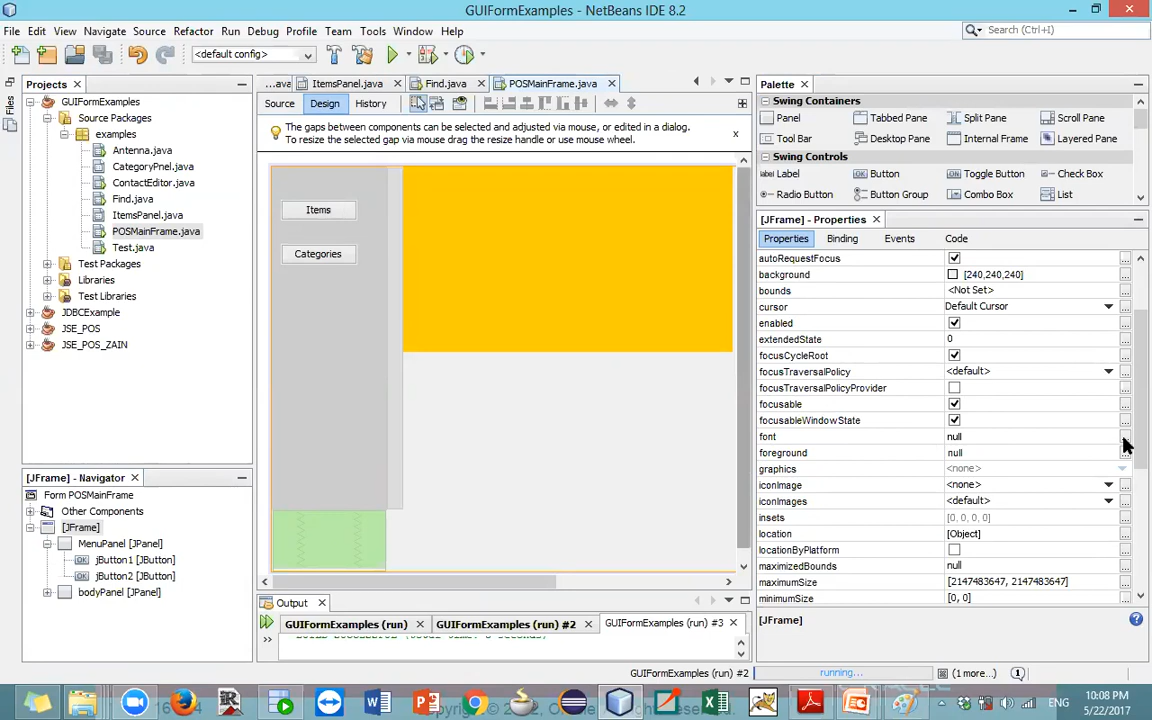 GUIFormExamples - NetBeans IDE 8.2
File Edit View Navigate Source Refactor Run Debug Profile Team Tools Window Help
Search (Ctrl+I)
<default config>
Files
Projects
GUIFormExamples
Source Packages
examples
Antenna.java
CategoryPnel.java
ContactEditor.java
Find.java
ItemsPanel.java
POSMainFrame.java
Test.java
Test Packages
Libraries
Test Libraries
JDBCExample
JSE_POS
JSE_POS_ZAIN
[JFrame] - Navigator
Form POSMainFrame
Other Components
[JFrame]
MenuPanel [JPanel]
jButton1 [JButton]
jButton2 [JButton]
bodyPanel [JPanel]
...ava ItemsPanel.java Find.java POSMainFrame.java
Source Design History
The gaps between components can be selected and adjusted via mouse, or edited in a dialog.
To resize the selected gap via mouse drag the resize handle or use mouse wheel.
x
Items
Categories
Output
GUIFormExamples (run) GUIFormExamples (run) #2 GUIFormExamples (run) #3
Palette
Swing Containers
Panel Tabbed Pane Split Pane Scroll Pane
Tool Bar Desktop Pane Internal Frame Layered Pane
Swing Controls
Label Button Toggle Button Check Box
Radio Button Button Group Combo Box List
[JFrame] - Properties
Properties Binding Events Code
autoRequestFocus
background [240,240,240]
bounds <Not Set>
cursor Default Cursor
enabled
extendedState 0
focusCycleRoot
focusTraversalPolicy <default>
focusTraversalPolicyProvider
focusable
focusableWindowState
font null
foreground null
graphics <none>
iconImage <none>
iconImages <default>
insets [0, 0, 0, 0]
location [Object]
locationByPlatform
maximizedBounds null
maximumSize [2147483647, 2147483647]
minimumSize [0, 0]
[JFrame]
GUIFormExamples (run) #2 running... (1 more...)
ENG
10:08 PM
5/22/2017